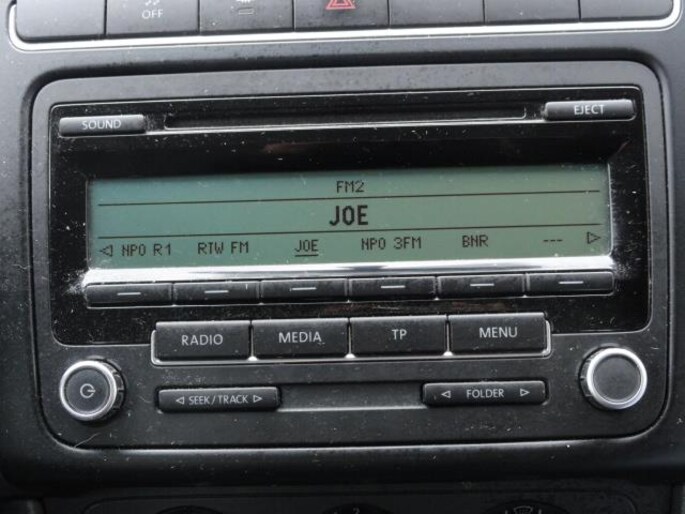 OFF
SOUND
EJECT
FM2
JOE
NPO R1 RTW FM JOE NPO 3FM BNR ---
RADIO MEDIA TP MENU
SEEK/TRACK FOLDER